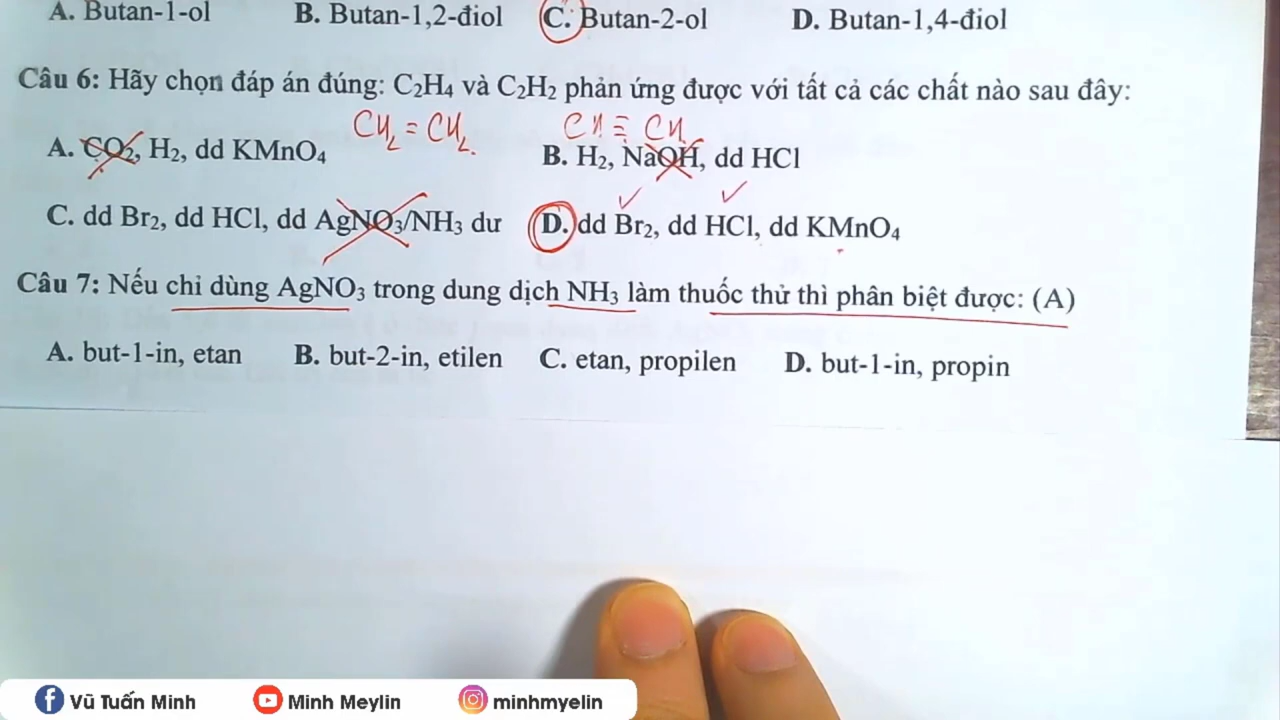 A. Butan-1-ol B. Butan-1,2-điol C. Butan-2-ol D. Butan-1,4-điol
Câu 6: Hãy chọn đáp án đúng: C₂H₄ và C₂H₂ phản ứng được với tất cả các chất nào sau đây:
CH₂ = CH₂. CH ≡ CH
A. CO₂, H₂, dd KMnO₄ B. H₂, NaOH, dd HCl
C. dd Br₂, dd HCl, dd AgNO₃/NH₃ dư D. dd Br₂, dd HCl, dd KMnO₄
Câu 7: Nếu chỉ dùng AgNO₃ trong dung dịch NH₃ làm thuốc thử thì phân biệt được: (A)
A. but-1-in, etan B. but-2-in, etilen C. etan, propilen D. but-1-in, propin
Vũ Tuấn Minh Minh Meylin minhmyelin